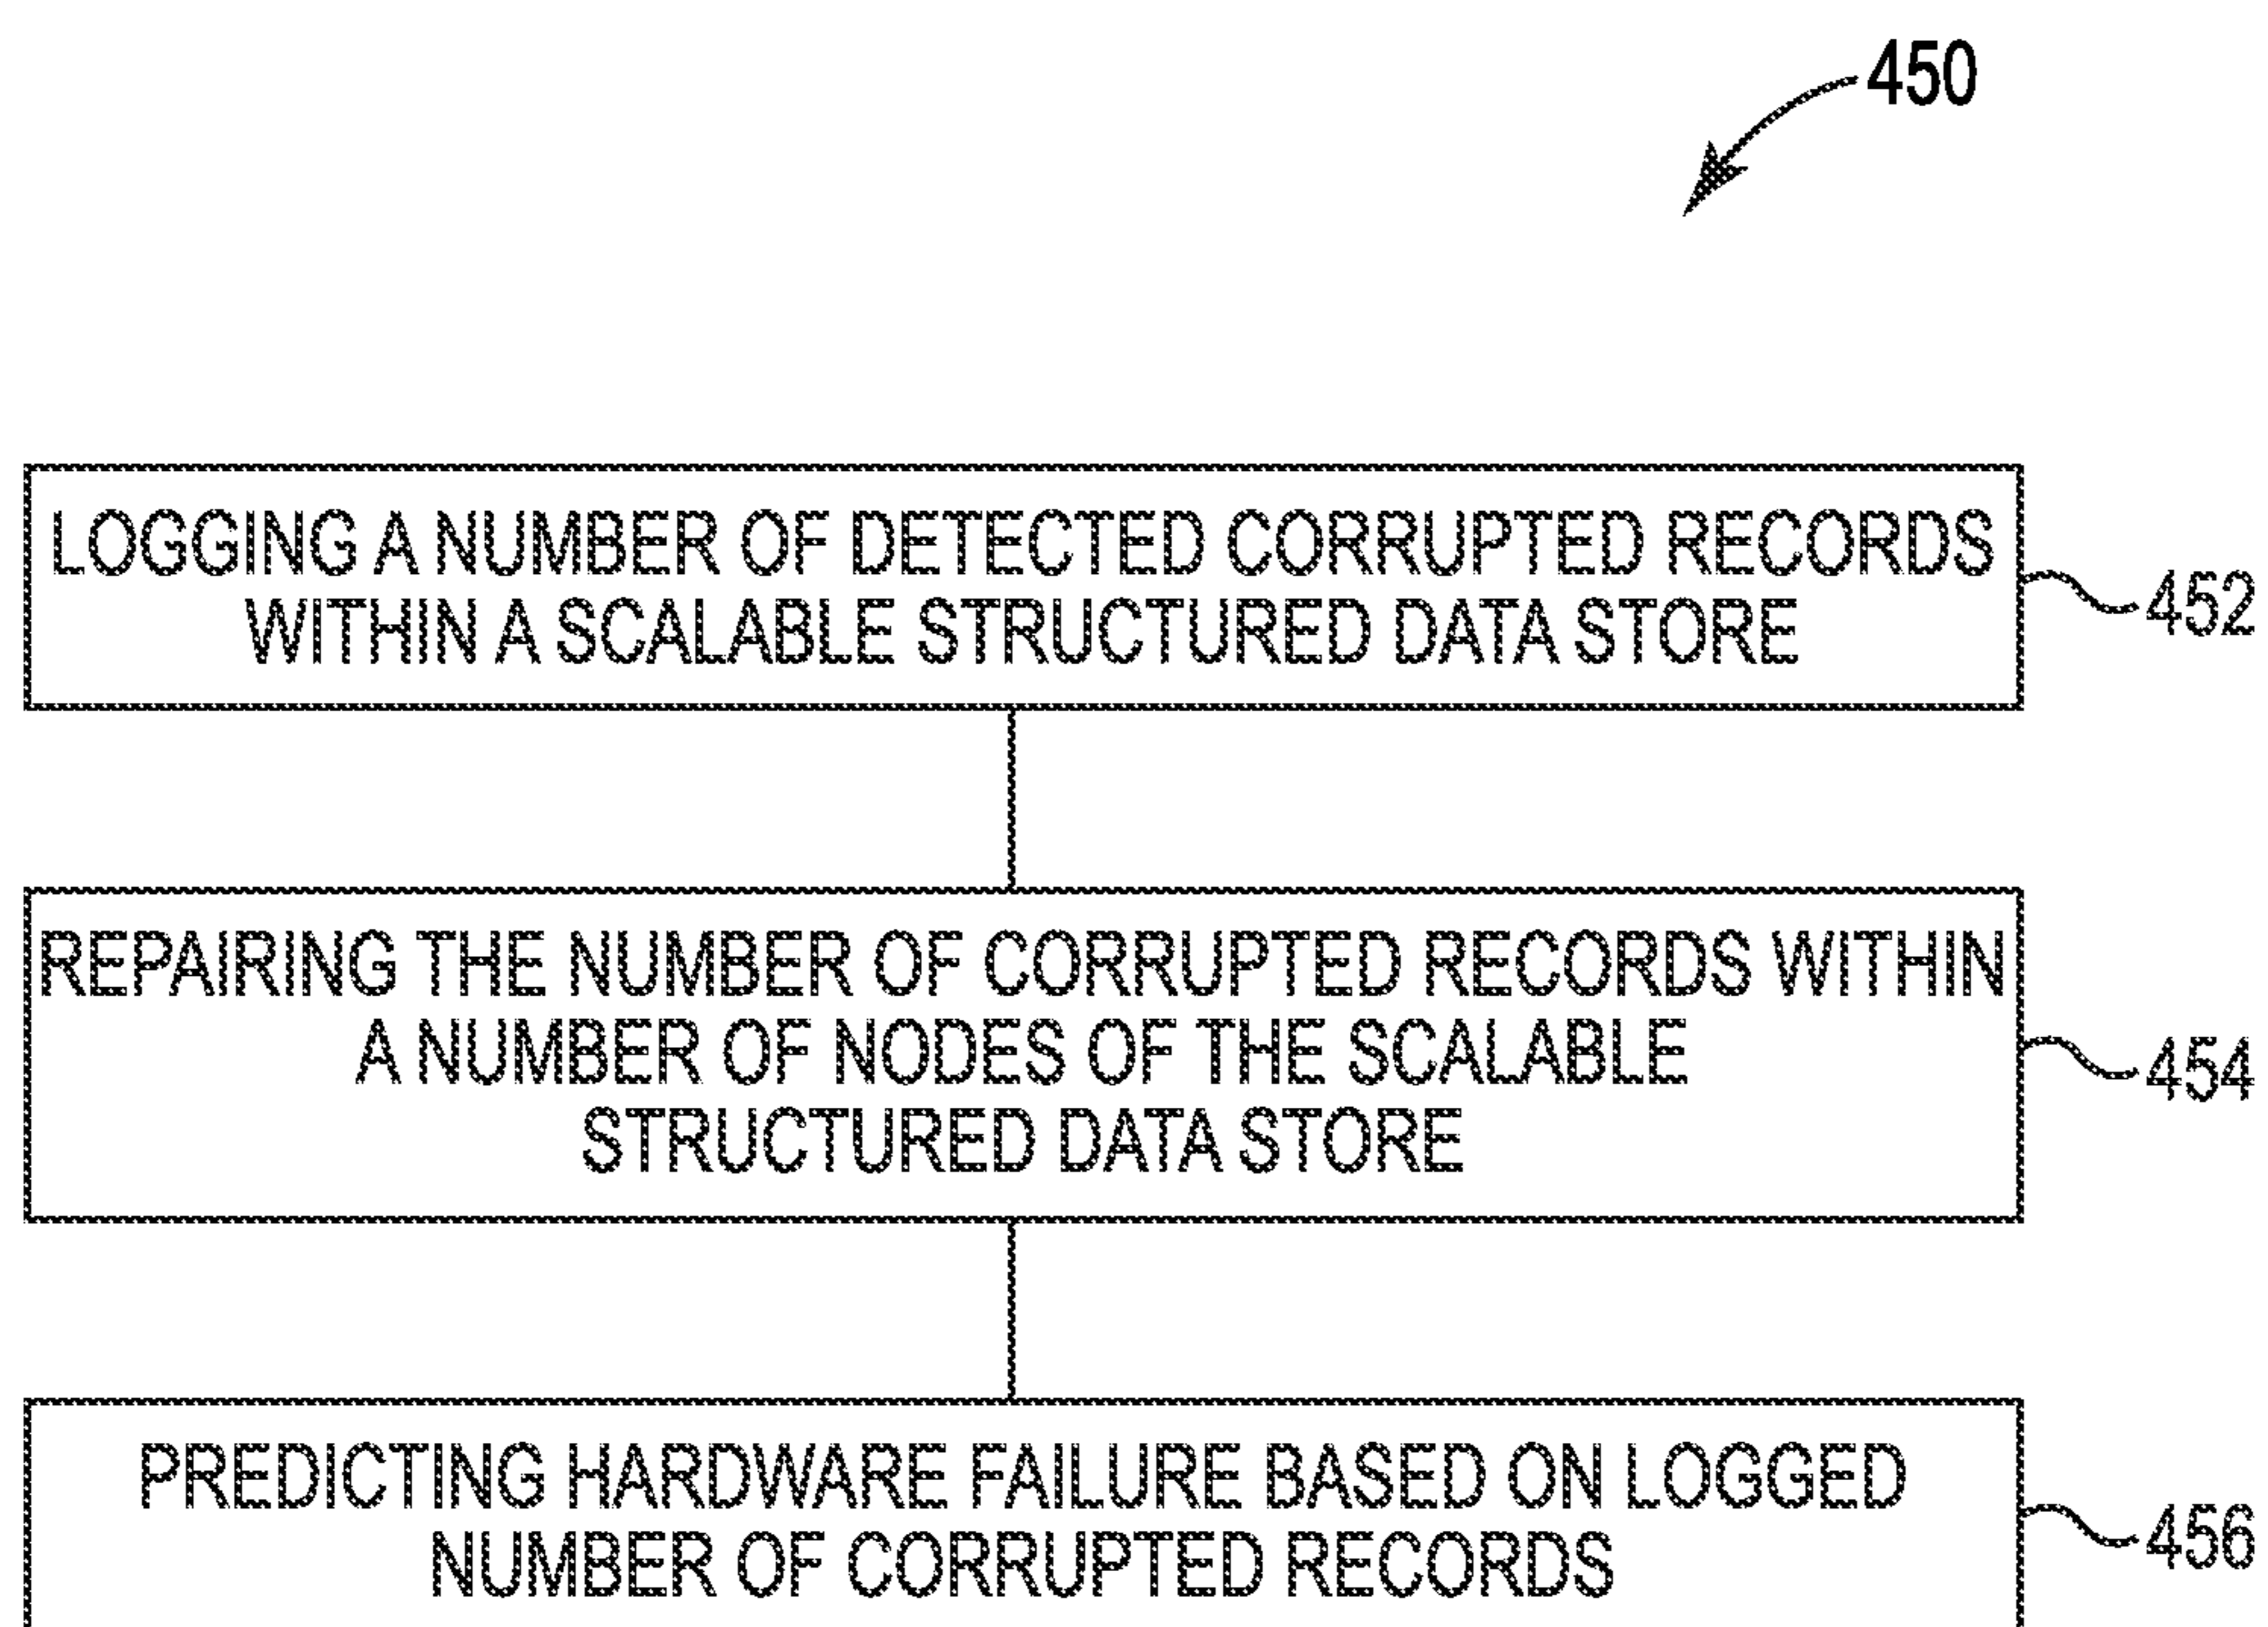 450
LOGGING A NUMBER OF DETECTED CORRUPTED RECORDS
WITHIN A SCALABLE STRUCTURED DATA STORE
452
REPAIRING THE NUMBER OF CORRUPTED RECORDS WITHIN
A NUMBER OF NODES OF THE SCALABLE
STRUCTURED DATA STORE
454
PREDICTING HARDWARE FAILURE BASED ON LOGGED
NUMBER OF CORRUPTED RECORDS
456